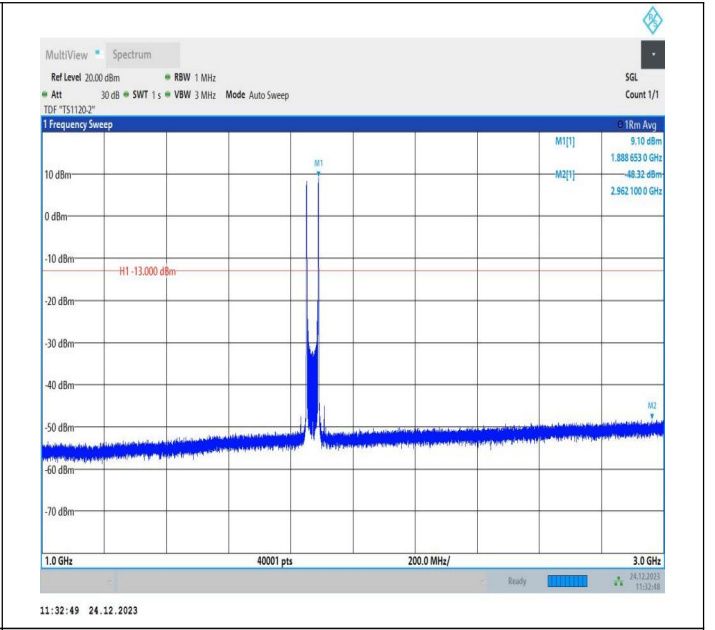 R S
MultiView Spectrum
Ref Level 20.00 dBm RBW 1 MHz SGL
Att 30 dB SWT 1 s VBW 3 MHz Mode Auto Sweep Count 1/1
TDF "TS1120-2"
1 Frequency Sweep 1Rm Avg
M1[1] 9.10 dBm
1.888 653 0 GHz
M1
10 dBm M2[1] -48.32 dBm
2.962 100 0 GHz
0 dBm
-10 dBm
H1 -13.000 dBm
-20 dBm
-30 dBm
-40 dBm
M2
-50 dBm
-60 dBm
-70 dBm
1.0 GHz 40001 pts 200.0 MHz/ 3.0 GHz
Ready 24.12.2023
11:32:48
11:32:49 24.12.2023